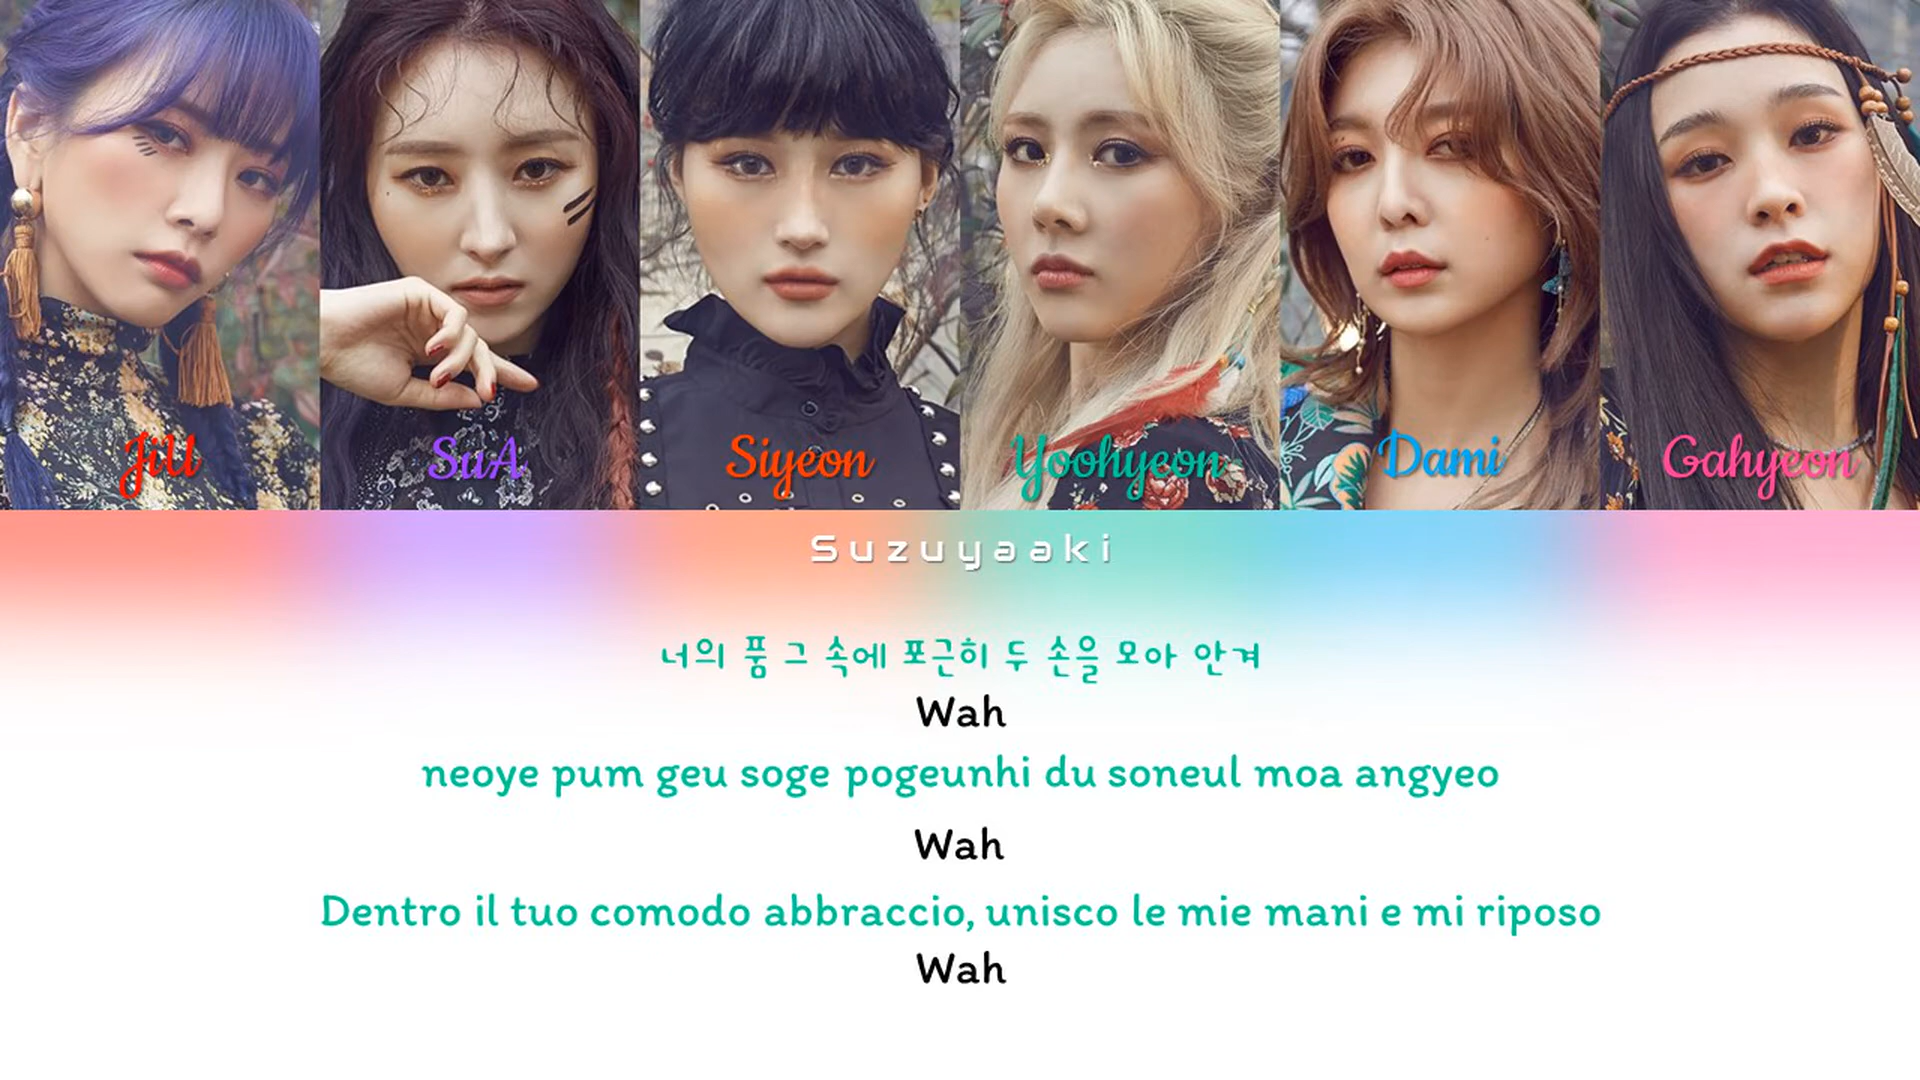 JiU
SuA
Siyeon
Yoohyeon
Dami
Gahyeon
Suzuyaaki
너의 품 그 속에 포근히 두 손을 모아 안겨
Wah
neoye pum geu soge pogeunhi du soneul moa angyeo
Wah
Dentro il tuo comodo abbraccio, unisco le mie mani e mi riposo
Wah